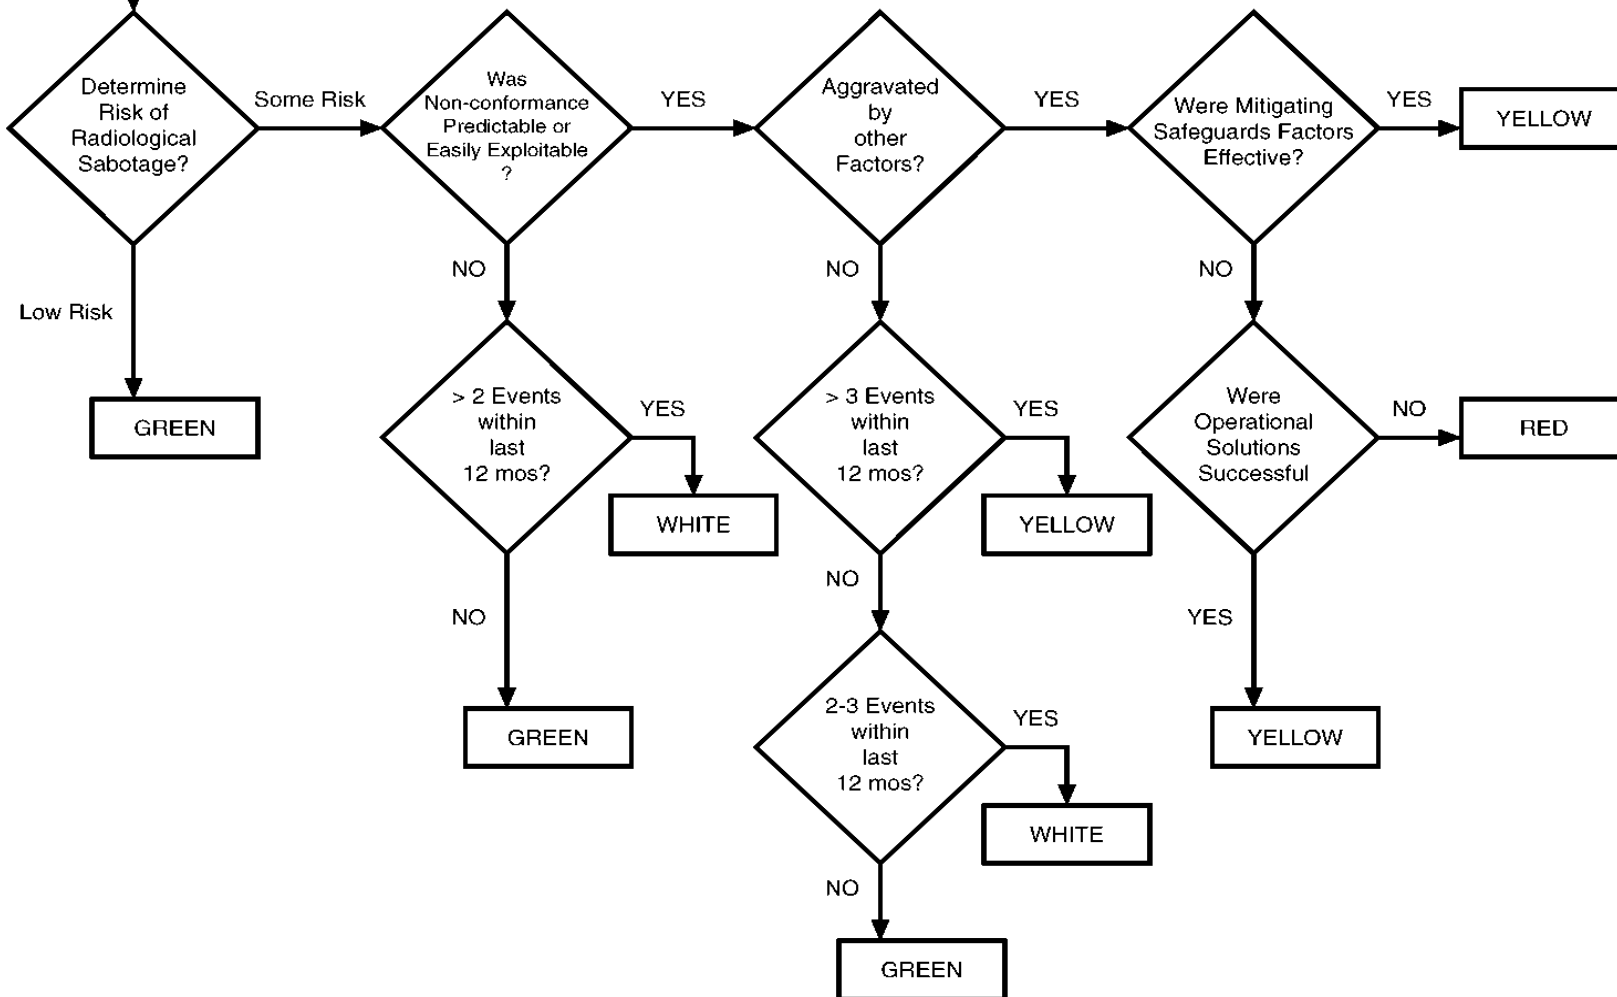 Determine
Risk of
Radiological
Sabotage?
Some Risk
Was
Non-conformance
Predictable or
Easily Exploitable
?
YES
Aggravated
by
other
Factors?
YES
Were Mitigating
Safeguards Factors
Effective?
YES
YELLOW
Low Risk
GREEN
NO
> 2 Events
within
last
12 mos?
YES
WHITE
NO
GREEN
NO
> 3 Events
within
last
12 mos?
YES
YELLOW
NO
2-3 Events
within
last
12 mos?
YES
WHITE
NO
GREEN
NO
Were
Operational
Solutions
Successful
NO
RED
YES
YELLOW